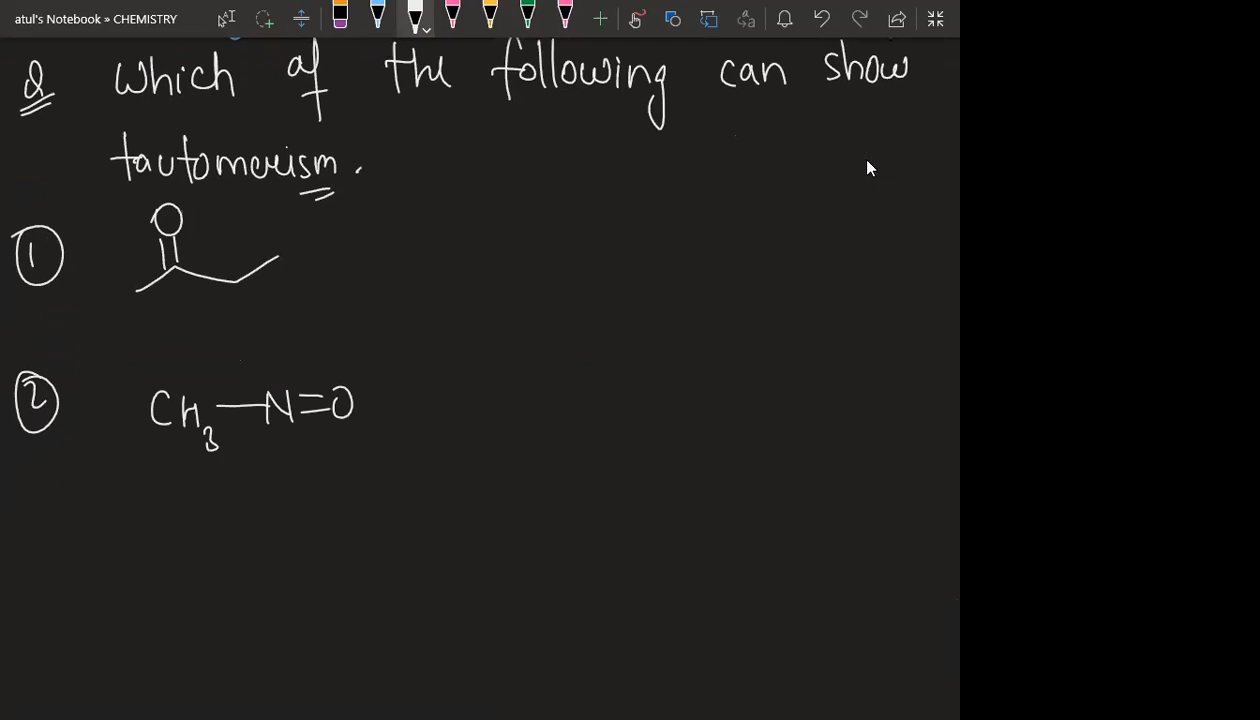 atul's Notebook » CHEMISTRY
Q Which of the following can show
tautomerism.
1
O
2 CH3—N=O